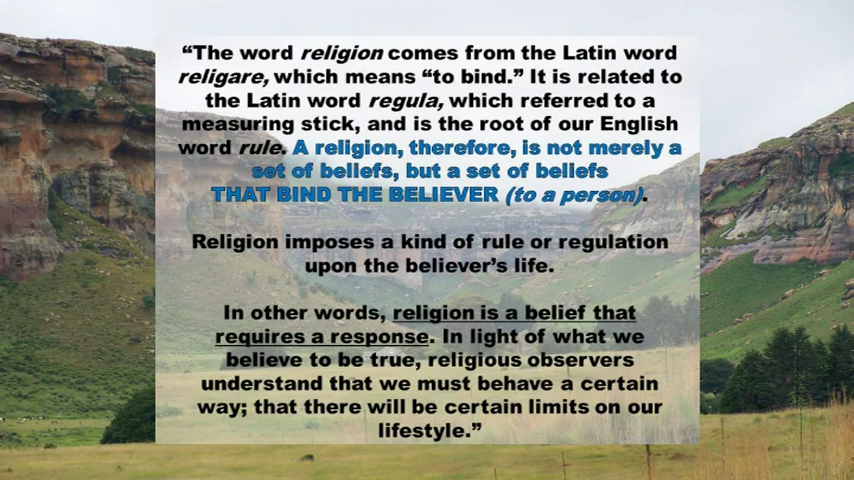 “The word religion comes from the Latin word
religare, which means “to bind.” It is related to
the Latin word regula, which referred to a
measuring stick, and is the root of our English
word rule. A religion, therefore, is not merely a
set of beliefs, but a set of beliefs
THAT BIND THE BELIEVER (to a person).
Religion imposes a kind of rule or regulation
upon the believer’s life.
In other words, religion is a belief that
requires a response. In light of what we
believe to be true, religious observers
understand that we must behave a certain
way; that there will be certain limits on our
lifestyle.”